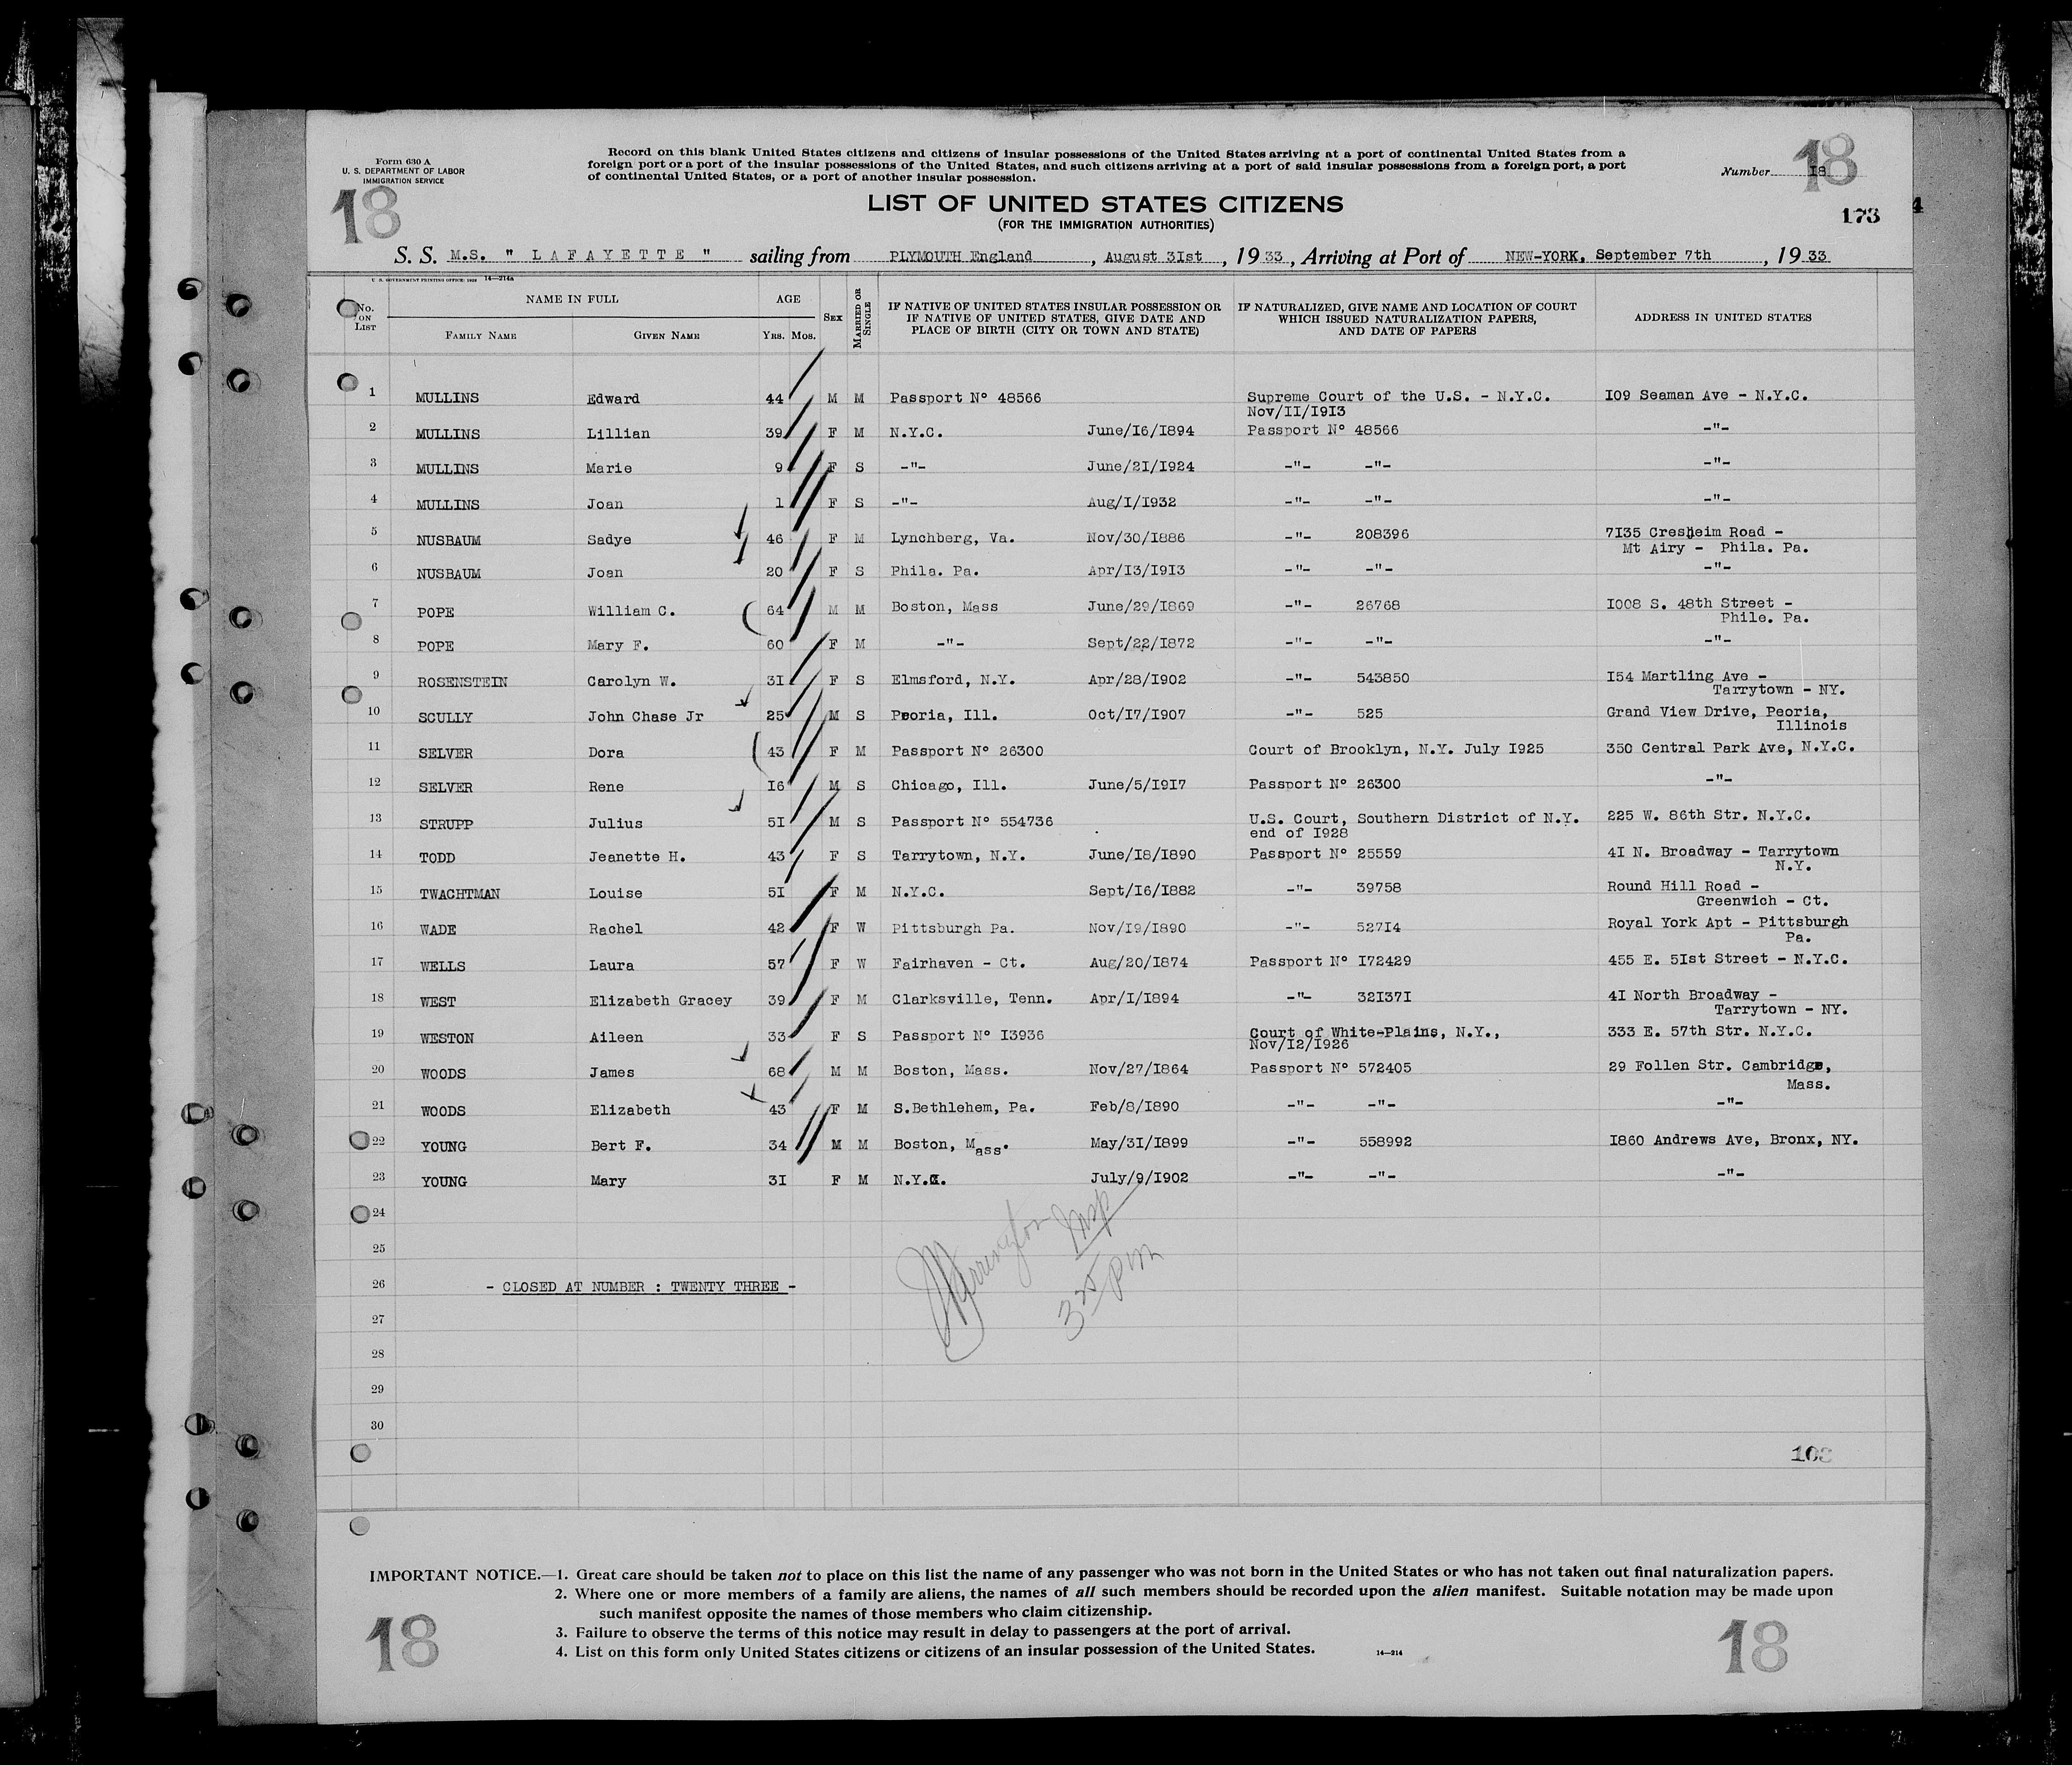 Form 630 A
U. S. DEPARTMENT OF LABOR
IMMIGRATION SERVICE
Record on this blank United States citizens and citizens of insular possessions of the United States arriving at a port of continental United States from a
foreign port or a port of the insular possessions of the United States, and such citizens arriving at a port of said insular possessions from a foreign port, a port
of continental United States, or a port of another insular possession.
Number 18
18
18
173
4
LIST OF UNITED STATES CITIZENS
(FOR THE IMMIGRATION AUTHORITIES)
S. S. M.S. " LAFAYETTE " sailing from PLYMOUTH England, August 3Ist, 19 33, Arriving at Port of NEW-YORK, September 7th, 19 33
U. S. GOVERNMENT PRINTING OFFICE: 14—214a
No. ON LIST NAME IN FULL AGE SEX MARRIED OR SINGLE IF NATIVE OF UNITED STATES INSULAR POSSESSION OR IF NATIVE OF UNITED STATES, GIVE DATE AND PLACE OF BIRTH (CITY OR TOWN AND STATE) IF NATURALIZED, GIVE NAME AND LOCATION OF COURT WHICH ISSUED NATURALIZATION PAPERS, AND DATE OF PAPERS ADDRESS IN UNITED STATES
FAMILY NAME GIVEN NAME YRS. MOS.
1 MULLINS Edward 44 M M Passport N° 48566 Supreme Court of the U.S. - N.Y.C. I09 Seaman Ave - N.Y.C.
Nov/II/I9I3
2 MULLINS Lillian 39 F M N.Y.C. June/I6/I894 Passport N° 48566 -"-
3 MULLINS Marie 9 F S -"- June/2I/I924 -"- -"- -"-
4 MULLINS Joan 1 F S -"- Aug/I/I932 -"- -"- -"-
5 NUSBAUM Sadye 46 F M Lynchberg, Va. Nov/30/I886 -"- 208396 7I35 Cresheim Road -
Mt Airy - Phila. Pa.
6 NUSBAUM Joan 20 F S Phila. Pa. Apr/I3/I9I3 -"- -"- -"-
7 POPE William C. 64 M M Boston, Mass June/29/I869 -"- 26768 I008 S. 48th Street -
Phile. Pa.
8 POPE Mary F. 60 F M -"- Sept/22/I872 -"- -"- -"-
9 ROSENSTEIN Carolyn W. 3I F S Elmsford, N.Y. Apr/28/I902 -"- 543850 I54 Martling Ave -
Tarrytown - NY.
10 SCULLY John Chase Jr 25 M S Peoria, Ill. Oct/I7/I907 -"- 525 Grand View Drive, Peoria,
Illinois
11 SELVER Dora 43 F M Passport N° 26300 Court of Brooklyn, N.Y. July I925 350 Central Park Ave, N.Y.C.
12 SELVER Rene I6 M S Chicago, Ill. June/5/I9I7 Passport N° 26300 -"-
13 STRUPP Julius 5I M S Passport N° 554736 U.S. Court, Southern District of N.Y. 225 W. 86th Str. N.Y.C.
end of I928
14 TODD Jeanette H. 43 F S Tarrytown, N.Y. June/I8/I890 Passport N° 25559 4I N. Broadway - Tarrytown
N.Y.
15 TWACHTMAN Louise 5I F M N.Y.C. Sept/I6/I882 -"- 39758 Round Hill Road -
Greenwich - Ct.
16 WADE Rachel 42 F W Pittsburgh Pa. Nov/I9/I890 -"- 527I4 Royal York Apt - Pittsburgh
Pa.
17 WELLS Laura 57 F W Fairhaven - Ct. Aug/20/I874 Passport N° I72429 455 E. 5Ist Street - N.Y.C.
18 WEST Elizabeth Gracey 39 F M Clarksville, Tenn. Apr/I/I894 -"- 32I37I 4I North Broadway -
Tarrytown - NY.
19 WESTON Aileen 33 F S Passport N° I3936 Court of White-Plains, N.Y., 333 E. 57th Str. N.Y.C.
Nov/I2/I926
20 WOODS James 68 M M Boston, Mass. Nov/27/I864 Passport N° 572405 29 Follen Str. Cambridge,
Mass.
21 WOODS Elizabeth 43 F M S.Bethlehem, Pa. Feb/8/I890 -"- -"- -"-
22 YOUNG Bert F. 34 M M Boston, Mass. May/3I/I899 -"- 558992 I860 Andrews Ave, Bronx, NY.
23 YOUNG Mary 3I F M N.Y.C. July/9/I902 -"- -"- -"-
24
25
26 - CLOSED AT NUMBER : TWENTY THREE -
Insp
3 25 pm
27
28
29
30
IMPORTANT NOTICE.—1. Great care should be taken not to place on this list the name of any passenger who was not born in the United States or who has not taken out final naturalization papers.
2. Where one or more members of a family are aliens, the names of all such members should be recorded upon the alien manifest. Suitable notation may be made upon
such manifest opposite the names of those members who claim citizenship.
3. Failure to observe the terms of this notice may result in delay to passengers at the port of arrival.
4. List on this form only United States citizens or citizens of an insular possession of the United States.
14—214
18
18